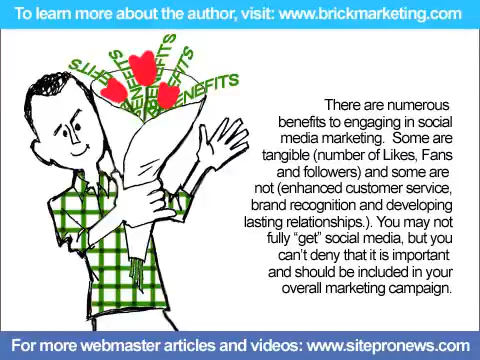 To learn more about the author, visit: www.brickmarketing.com
BENEFITS
BENEFITS
BENEFITS
BENEFITS
BENEFITS
BENEFITS
There are numerous
benefits to engaging in social
media marketing. Some are
tangible (number of Likes, Fans
and followers) and some are
not (enhanced customer service,
brand recognition and developing
lasting relationships.). You may not
fully “get” social media, but you
can’t deny that it is important
and should be included in your
overall marketing campaign.
For more webmaster articles and videos: www.sitepronews.com